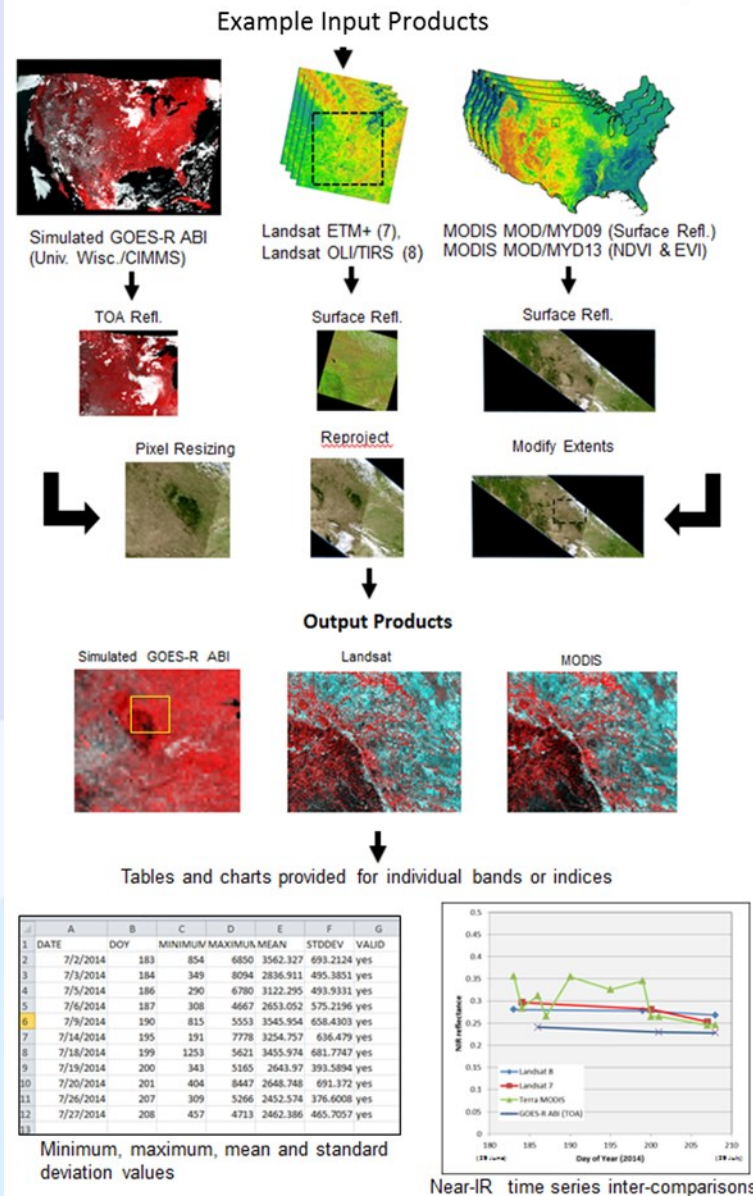 Example Input Products
Simulated GOES-R ABI
(Univ. Wisc./CIMMS)
Landsat ETM+ (7),
Landsat OLI/TIRS (8)
MODIS MOD/MYD09 (Surface Refl.)
MODIS MOD/MYD13 (NDVI & EVI)
TOA Refl.
Surface Refl.
Surface Refl.
Pixel Resizing
Reproject
Modify Extents
Output Products
Simulated GOES-R ABI
Landsat
MODIS
Tables and charts provided for individual bands or indices
A B C D E F G
1 DATE DOY MINIMUM MAXIMUM MEAN STDDEV VALID
2 7/2/2014 183 854 6850 3562.327 693.2124 yes
3 7/3/2014 184 349 8094 2836.911 495.3851 yes
4 7/5/2014 186 290 6780 3122.295 493.9331 yes
5 7/6/2014 187 308 4667 2653.052 575.2196 yes
6 7/9/2014 190 815 5553 3545.954 658.4303 yes
7 7/14/2014 195 191 7778 3254.757 636.479 yes
8 7/18/2014 199 1253 5621 3455.974 681.7747 yes
9 7/19/2014 200 343 5165 2643.97 393.5894 yes
10 7/20/2014 201 404 8447 2648.748 691.372 yes
11 7/26/2014 207 309 5266 2452.574 376.6008 yes
12 7/27/2014 208 457 4713 2462.386 465.7057 yes
13
Minimum, maximum, mean and standard
deviation values
0.5
0.45
0.4
0.35
0.3
0.25
0.2
0.15
0.1
0.05
0
NIR reflectance
Landsat 8
Landsat 7
Terra MODIS
GOES-R ABI (TOA)
180 185 190 195 200 205 210
(29 June) Day of Year (2014) (29 July)
Near-IR time series inter-comparisons